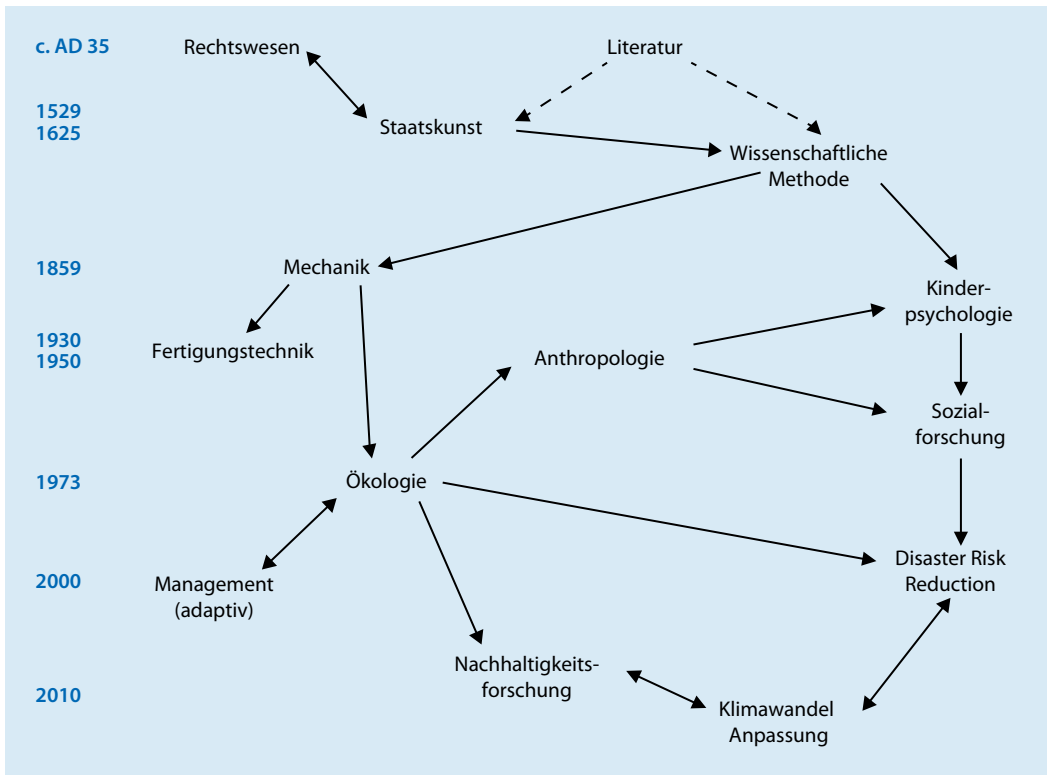 c. AD 35
Rechtswesen
Literatur
1529
1625
Staatskunst
Wissenschaftliche
Methode
1859
Mechanik
Kinder-
psychologie
1930
1950
Fertigungstechnik
Anthropologie
Sozial-
forschung
1973
Ökologie
2000
Management
(adaptiv)
Disaster Risk
Reduction
Nachhaltigkeits-
forschung
2010
Klimawandel
Anpassung